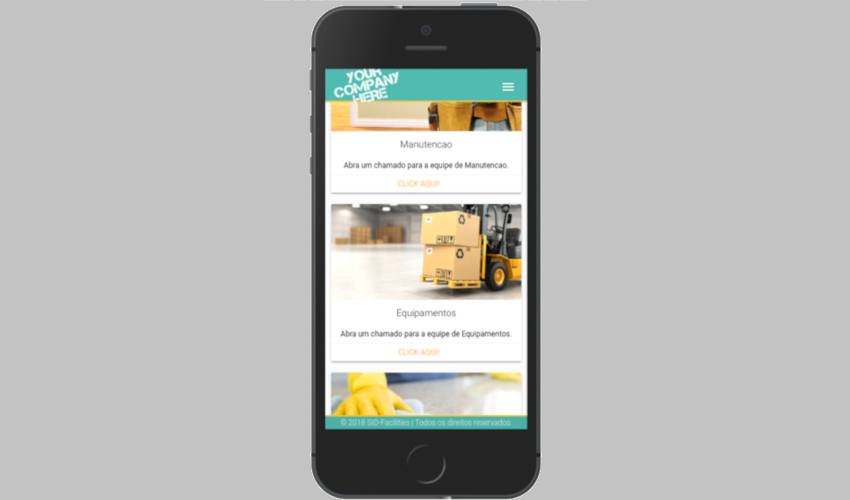 YOUR
COMPANY
HERE
Manutencao
Abra um chamado para a equipe de Manutencao.
CLICK AQUI!
Equipamentos
Abra um chamado para a equipe de Equipamentos.
CLICK AQUI!
© 2018 SID-Facilities | Todos os direitos reservados.